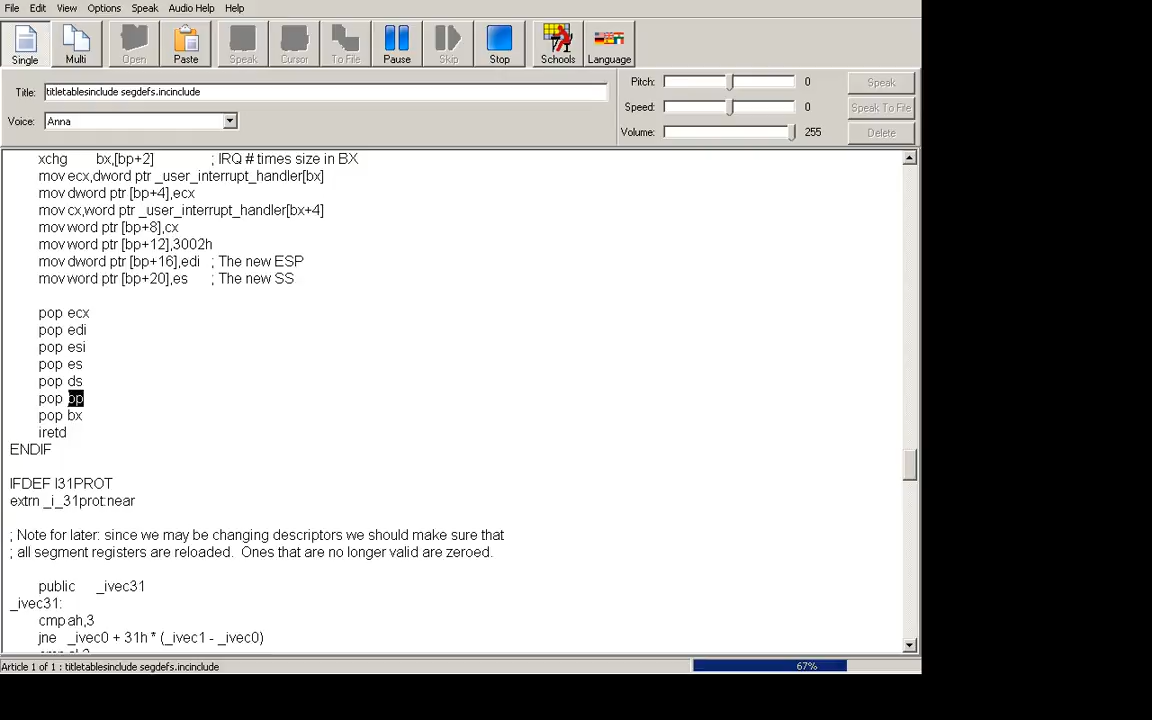 File Edit View Options Speak Audio Help Help
Single Multi Open Paste Speak Cursor To File Pause Skip Stop Schools Language
Title: titletablesinclude segdefs.incinclude
Voice: Anna
Pitch: 0 Speak
Speed: 0 Speak To File
Volume: 255 Delete
xchg bx,[bp+2] ; IRQ # times size in BX
mov ecx,dword ptr _user_interrupt_handler[bx]
mov dword ptr [bp+4],ecx
mov cx,word ptr _user_interrupt_handler[bx+4]
mov word ptr [bp+8],cx
mov word ptr [bp+12],3002h
mov dword ptr [bp+16],edi ; The new ESP
mov word ptr [bp+20],es ; The new SS
pop ecx
pop edi
pop esi
pop es
pop ds
pop bp
pop bx
iretd
ENDIF
IFDEF I31PROT
extrn _i_31prot:near
; Note for later: since we may be changing descriptors we should make sure that
; all segment registers are reloaded. Ones that are no longer valid are zeroed.
public _ivec31
_ivec31:
cmp ah,3
jne _ivec0 + 31h * (_ivec1 - _ivec0)
Article 1 of 1 : titletablesinclude segdefs.incinclude 67%